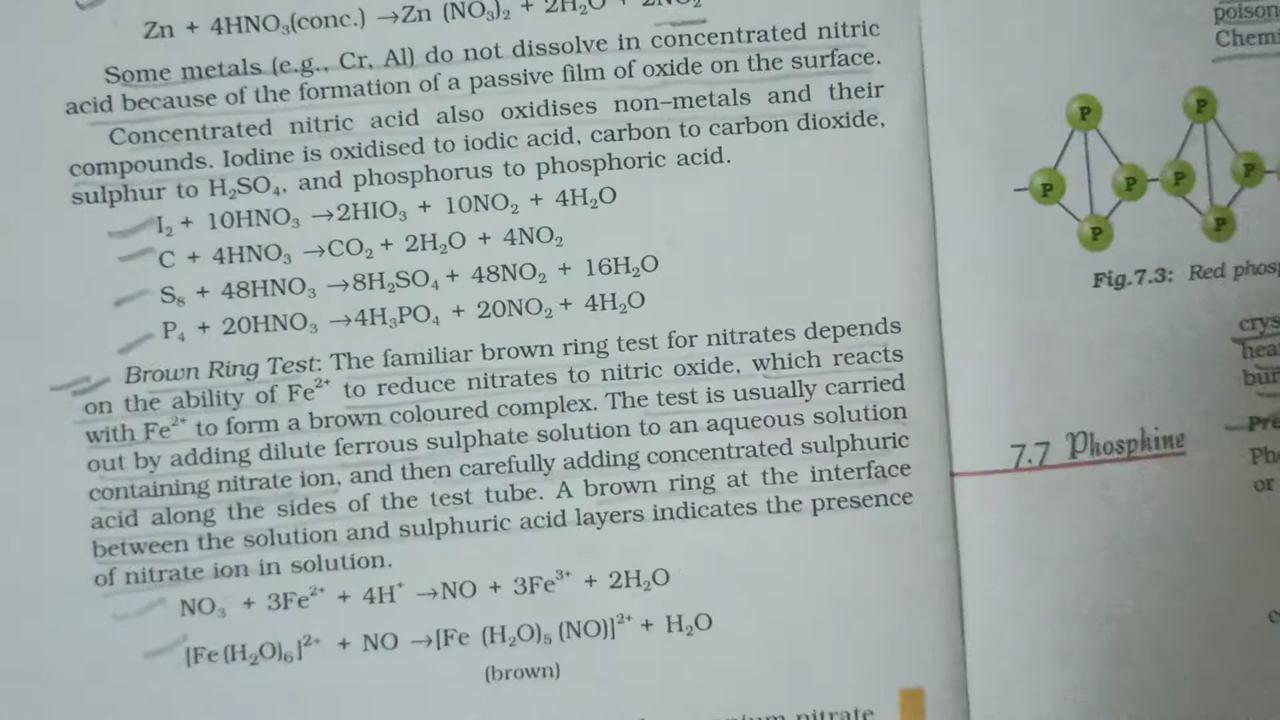 Zn + 4HNO₃(conc.) →Zn (NO₃)₂ + 2H₂O + 2NO₂
Some metals (e.g., Cr, Al) do not dissolve in concentrated nitric
acid because of the formation of a passive film of oxide on the surface.
Concentrated nitric acid also oxidises non–metals and their
compounds. Iodine is oxidised to iodic acid, carbon to carbon dioxide,
sulphur to H₂SO₄, and phosphorus to phosphoric acid.
I₂ + 10HNO₃ →2HIO₃ + 10NO₂ + 4H₂O
C + 4HNO₃ →CO₂ + 2H₂O + 4NO₂
S₈ + 48HNO₃ →8H₂SO₄ + 48NO₂ + 16H₂O
P₄ + 20HNO₃ →4H₃PO₄ + 20NO₂ + 4H₂O
Brown Ring Test: The familiar brown ring test for nitrates depends
on the ability of Fe²⁺ to reduce nitrates to nitric oxide, which reacts
with Fe²⁺ to form a brown coloured complex. The test is usually carried
out by adding dilute ferrous sulphate solution to an aqueous solution
containing nitrate ion, and then carefully adding concentrated sulphuric
acid along the sides of the test tube. A brown ring at the interface
between the solution and sulphuric acid layers indicates the presence
of nitrate ion in solution.
NO₃ + 3Fe²⁺ + 4H⁺ →NO + 3Fe³⁺ + 2H₂O
[Fe (H₂O)₆]²⁺ + NO →[Fe (H₂O)₅ (NO)]²⁺ + H₂O
(brown)
nitrate
poison
Chemi
P P
P P P P
P P
Fig.7.3: Red phosp
crys
hea
bur
7.7 Phosphine
Pre
Pho
or